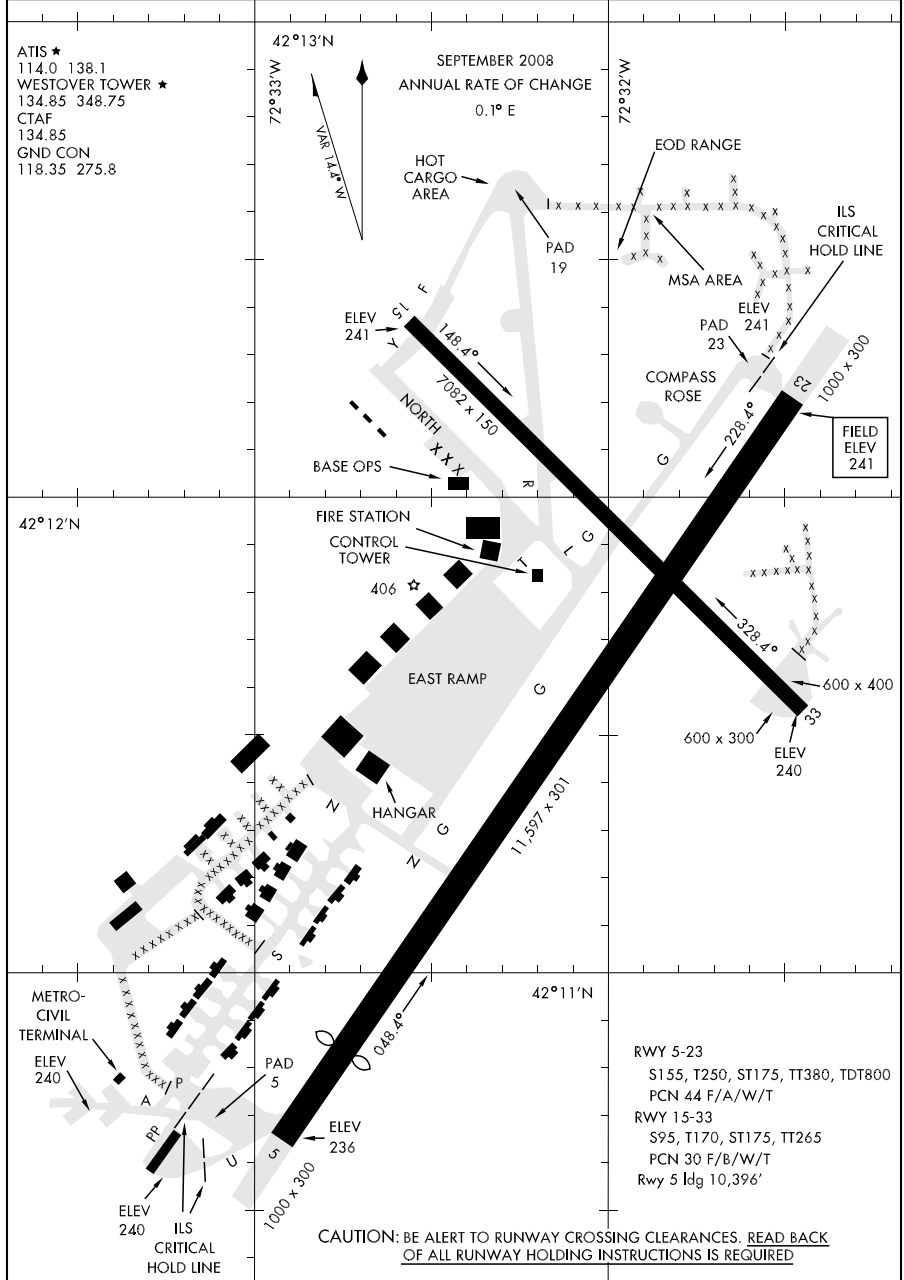 ATIS ★
114.0 138.1
WESTOVER TOWER ★
134.85 348.75
CTAF
134.85
GND CON
118.35 275.8
42°13'N
72°33'W
SEPTEMBER 2008
ANNUAL RATE OF CHANGE
0.1° E
72°32'W
VAR 14.4° W
HOT
CARGO
AREA
EOD RANGE
ILS
CRITICAL
HOLD LINE
PAD
19
MSA AREA
ELEV
241
F
15
Y
ELEV
241
148.4°
7082 x 150
PAD
23
COMPASS
ROSE
23
1000 x 300
228.4°
FIELD
ELEV
241
NORTH
X X X
BASE OPS
G
R
42°12'N
FIRE STATION
CONTROL
TOWER
406
T
L
G
328.4°
EAST RAMP
G
600 x 400
33
600 x 300
ELEV
240
HANGAR
N
G
N
11,597 x 301
S
42°11'N
048.4°
METRO-
CIVIL
TERMINAL
ELEV
240
P
A
PP
PAD
5
U
5
ELEV
236
1000 x 300
ELEV
240
ILS
CRITICAL
HOLD LINE
RWY 5-23
S155, T250, ST175, TT380, TDT800
PCN 44 F/A/W/T
RWY 15-33
S95, T170, ST175, TT265
PCN 30 F/B/W/T
Rwy 5 ldg 10,396'
CAUTION: BE ALERT TO RUNWAY CROSSING CLEARANCES. READ BACK
OF ALL RUNWAY HOLDING INSTRUCTIONS IS REQUIRED